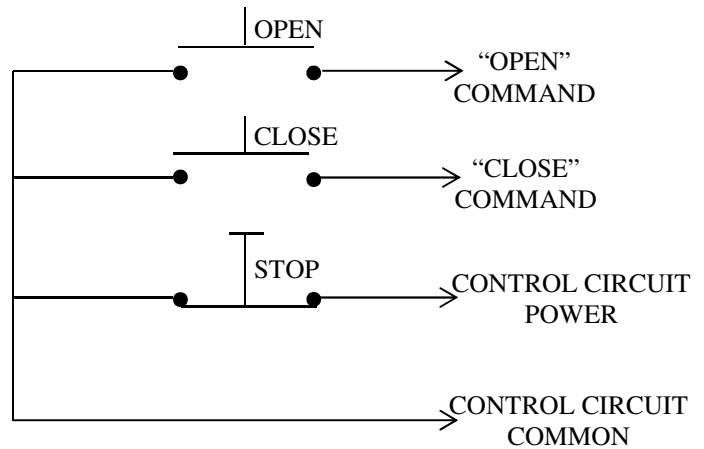 OPEN
“OPEN”
COMMAND
CLOSE
“CLOSE”
COMMAND
STOP
CONTROL CIRCUIT
POWER
CONTROL CIRCUIT
COMMON